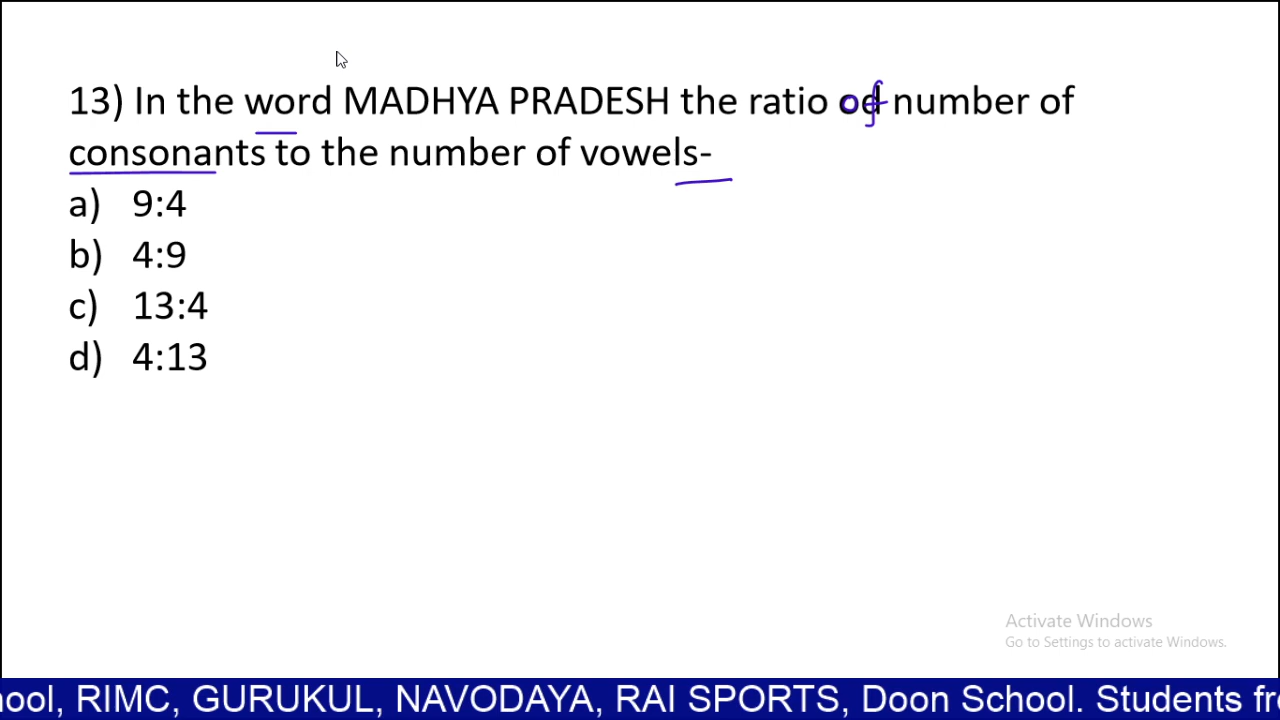 13) In the word MADHYA PRADESH the ratio of number of
consonants to the number of vowels-
a) 9:4
b) 4:9
c) 13:4
d) 4:13
Activate Windows
Go to Settings to activate Windows.
hool, RIMC, GURUKUL, NAVODAYA, RAI SPORTS, Doon School. Students fr